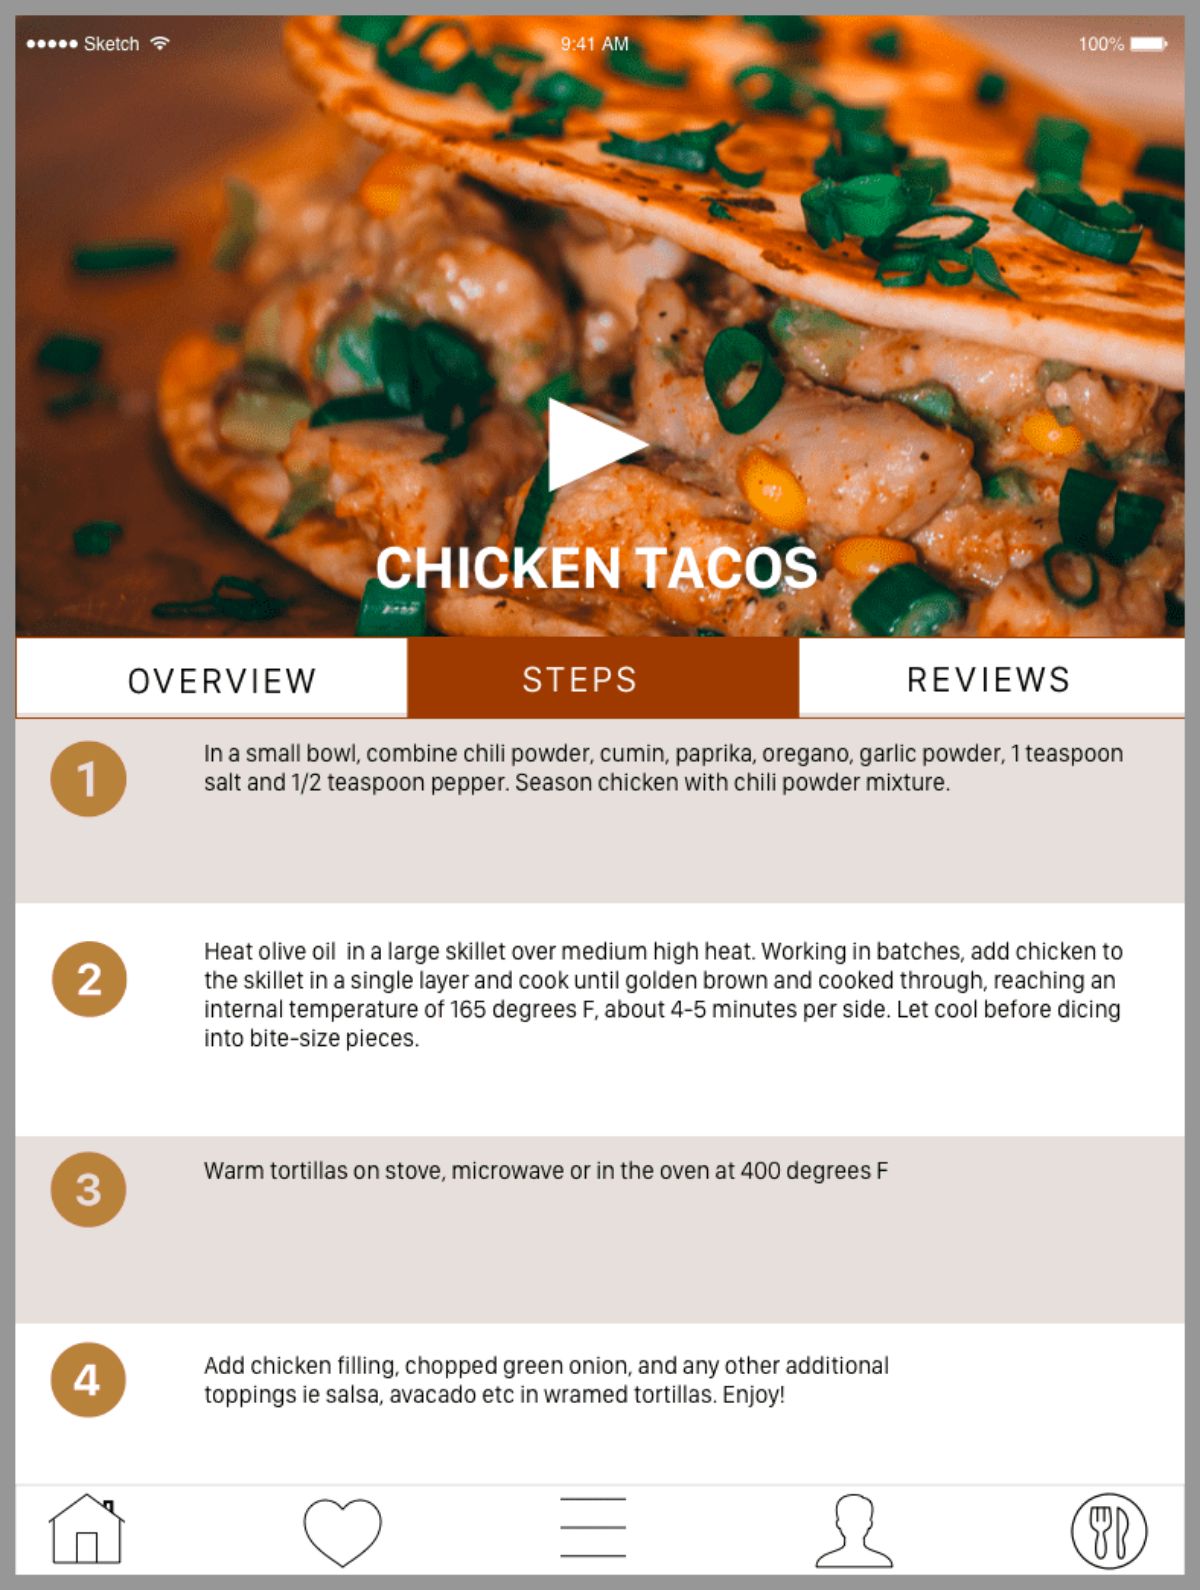 Sketch
9:41 AM
100%
CHICKEN TACOS
OVERVIEW
STEPS
REVIEWS
1
In a small bowl, combine chili powder, cumin, paprika, oregano, garlic powder, 1 teaspoon
salt and 1/2 teaspoon pepper. Season chicken with chili powder mixture.
2
Heat olive oil  in a large skillet over medium high heat. Working in batches, add chicken to
the skillet in a single layer and cook until golden brown and cooked through, reaching an
internal temperature of 165 degrees F, about 4-5 minutes per side. Let cool before dicing
into bite-size pieces.
3
Warm tortillas on stove, microwave or in the oven at 400 degrees F
4
Add chicken filling, chopped green onion, and any other additional
toppings ie salsa, avacado etc in wramed tortillas. Enjoy!